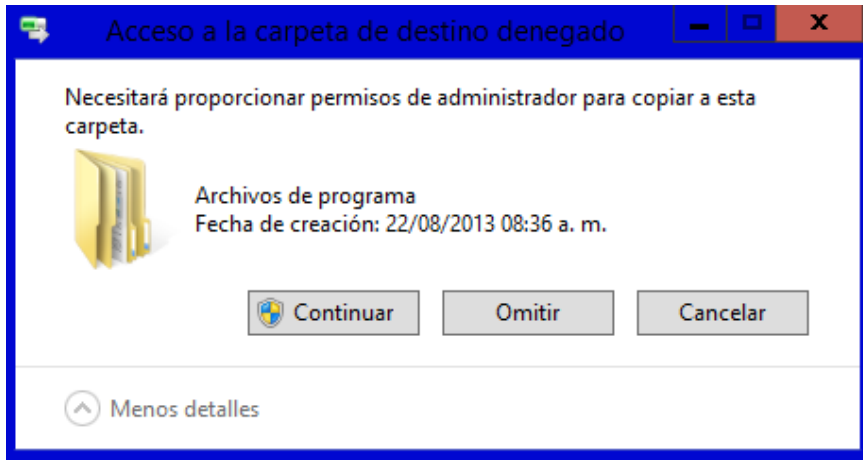 Acceso a la carpeta de destino denegado
Necesitará proporcionar permisos de administrador para copiar a esta
carpeta.
Archivos de programa
Fecha de creación: 22/08/2013 08:36 a. m.
Continuar
Omitir
Cancelar
Menos detalles